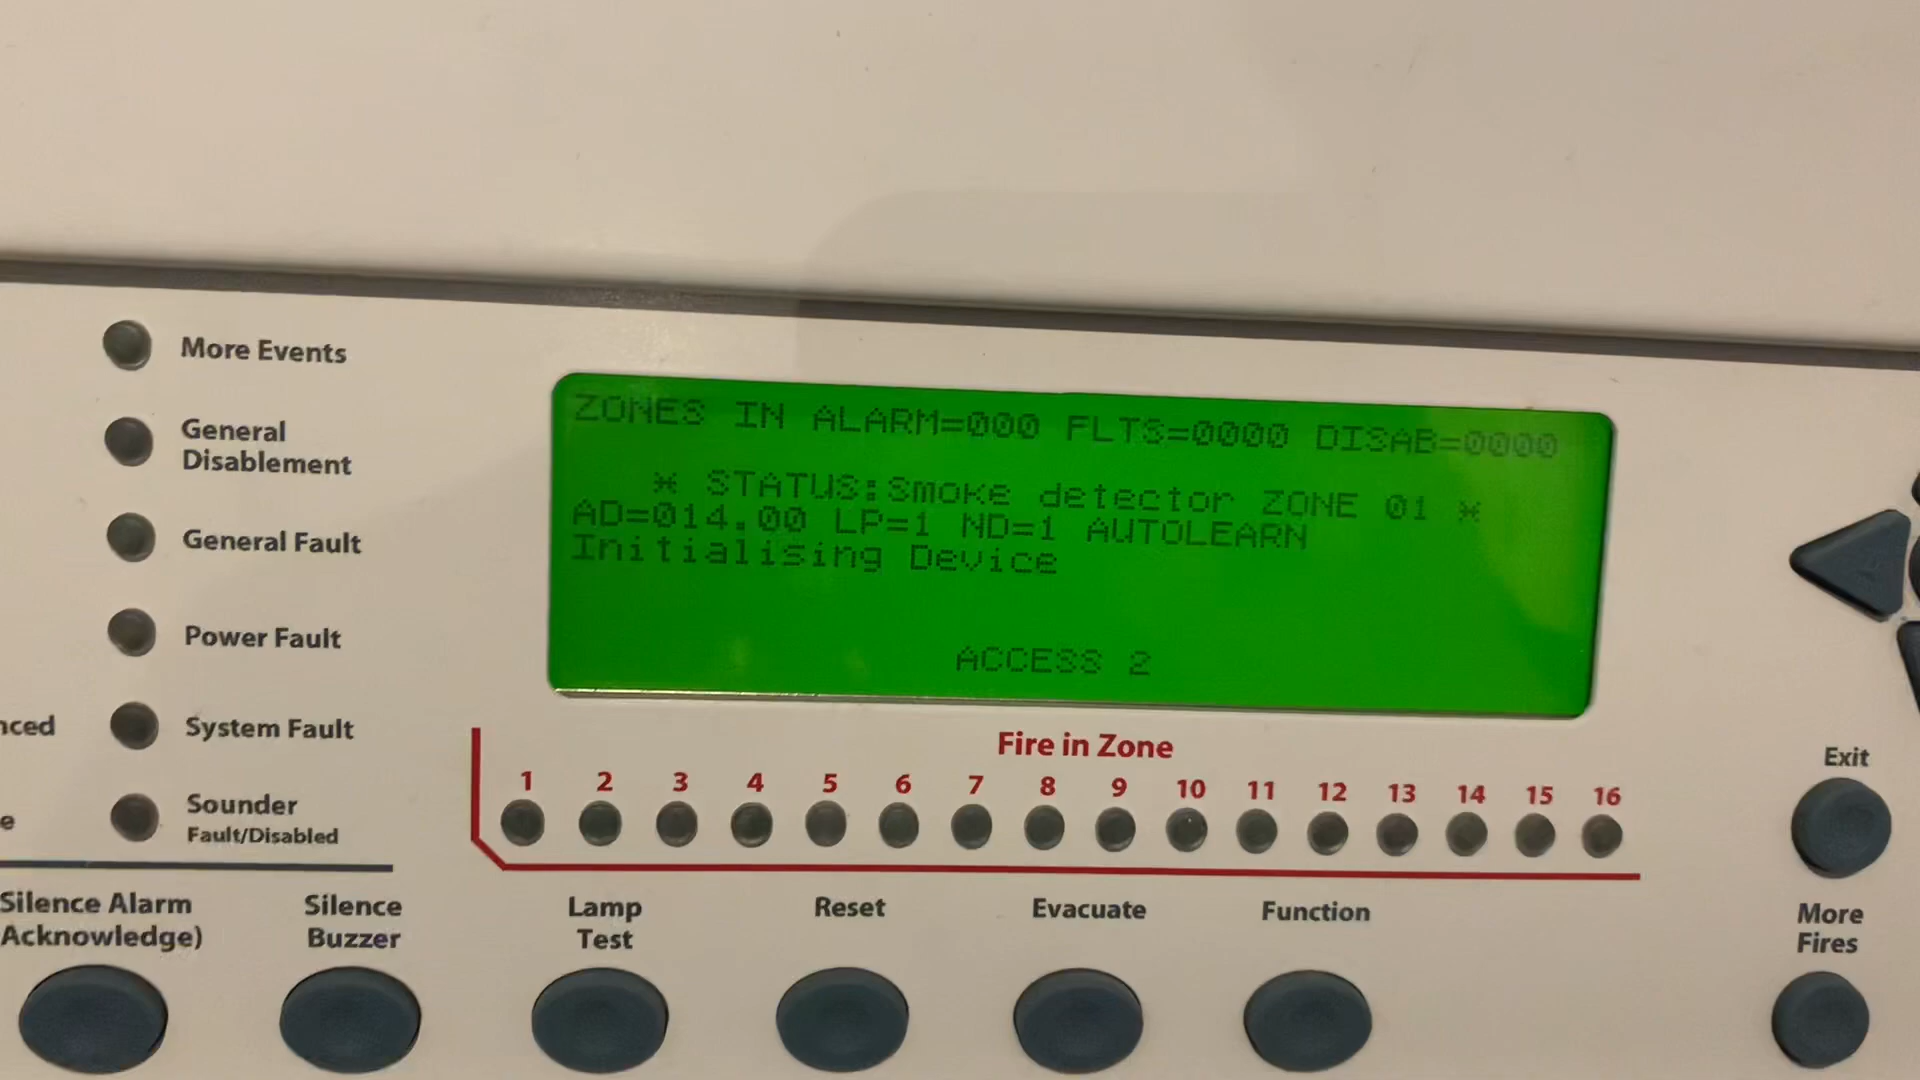 More Events
General
Disablement
General Fault
Power Fault
System Fault
Sounder
Fault/Disabled
nced
e
ZONES IN ALARM=000 FLTS=0000 DISAB=0000
* STATUS:Smoke detector ZONE 01 *
AD=014.00 LP=1 ND=1 AUTOLEARN
Initialising Device
ACCESS 2
Fire in Zone
1 2 3 4 5 6 7 8 9 10 11 12 13 14 15 16
Exit
More
Fires
Silence Alarm
Acknowledge)
Silence
Buzzer
Lamp
Test
Reset
Evacuate
Function